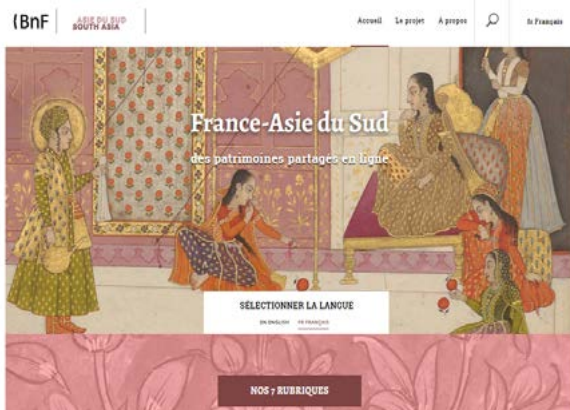 (BnF
ASIE DU SUD
SOUTH ASIA
Accueil Le projet À propos
fr Français
France-Asie du Sud
des patrimoines partagés en ligne
SÉLECTIONNER LA LANGUE
EN ENGLISH FR FRANÇAIS
NOS 7 RUBRIQUES